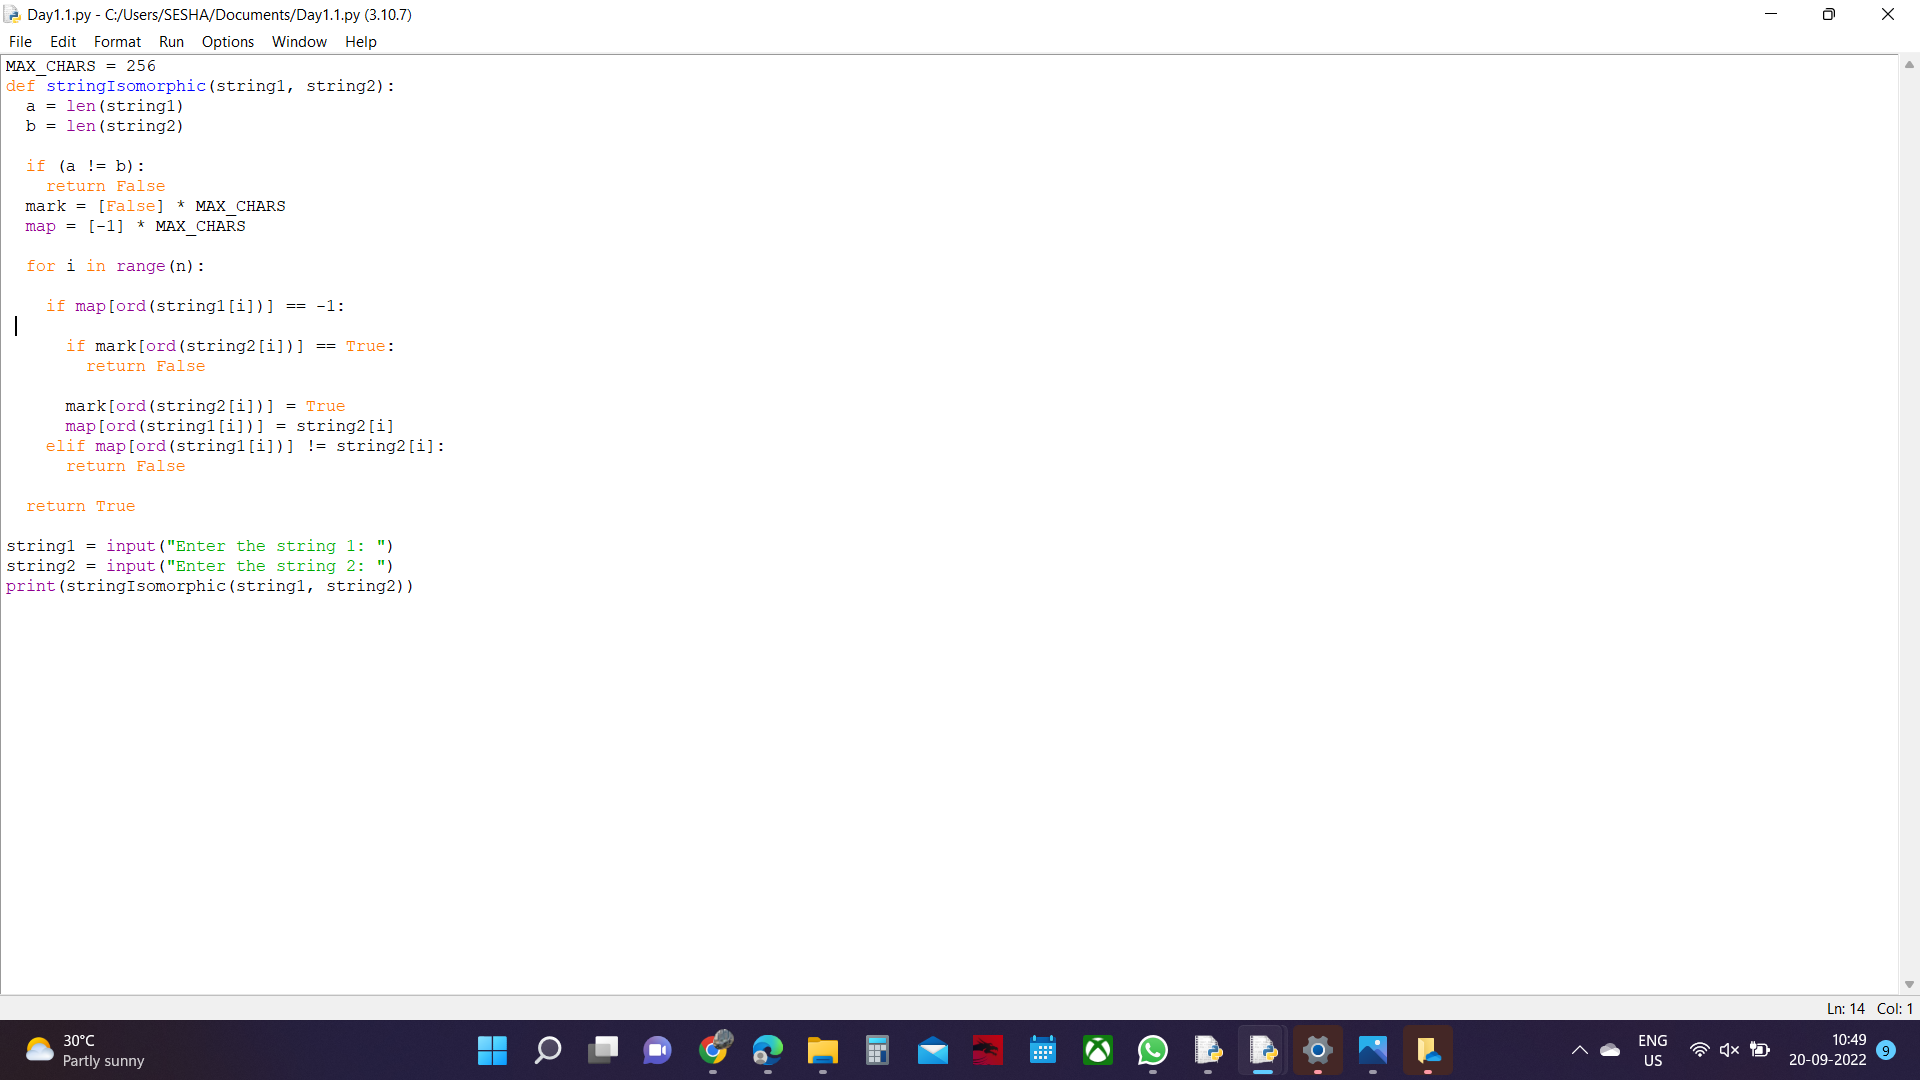 Day1.1.py - C:/Users/SESHA/Documents/Day1.1.py (3.10.7)
File Edit Format Run Options Window Help
MAX_CHARS = 256
def stringIsomorphic(string1, string2):
  a = len(string1)
  b = len(string2)

  if (a != b):
    return False
  mark = [False] * MAX_CHARS
  map = [-1] * MAX_CHARS

  for i in range(n):

    if map[ord(string1[i])] == -1:

      if mark[ord(string2[i])] == True:
        return False

      mark[ord(string2[i])] = True
      map[ord(string1[i])] = string2[i]
    elif map[ord(string1[i])] != string2[i]:
      return False

  return True

string1 = input("Enter the string 1: ")
string2 = input("Enter the string 2: ")
print(stringIsomorphic(string1, string2))
Ln: 14 Col: 1
30°C
Partly sunny
ENG
US
10:49
20-09-2022
9